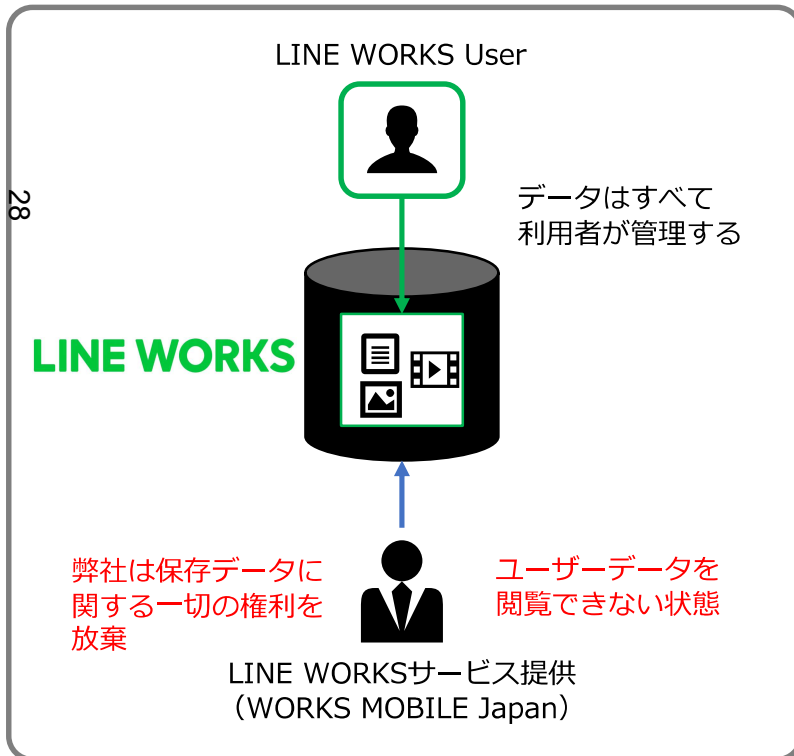 LINE WORKS User
28
データはすべて
利用者が管理する
LINE WORKS
弊社は保存データに
関する一切の権利を
放棄
ユーザーデータを
閲覧できない状態
LINE WORKSサービス提供
（WORKS MOBILE Japan）